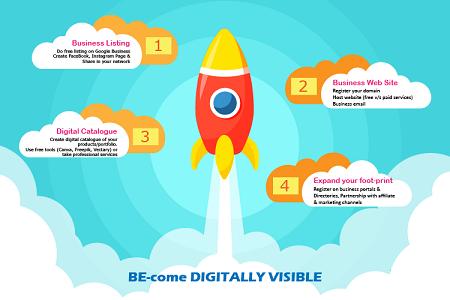 Business Listing
1
Do free listing on Google Business
Create FaceBook, Instagram Page &
Share in your network
2
Business Web Site
Register your domain
Host website (free v/s paid services)
Business email
Digital Catalogue
3
Create digital catalogue of your
products/portfolio.
Use free tools (Canva, Freepik, Vectary) or
take professional services
4
Expand your foot-print
Register on business portals &
Directories, Partnership with affiliate
& marketing channels
BE-come DIGITALLY VISIBLE